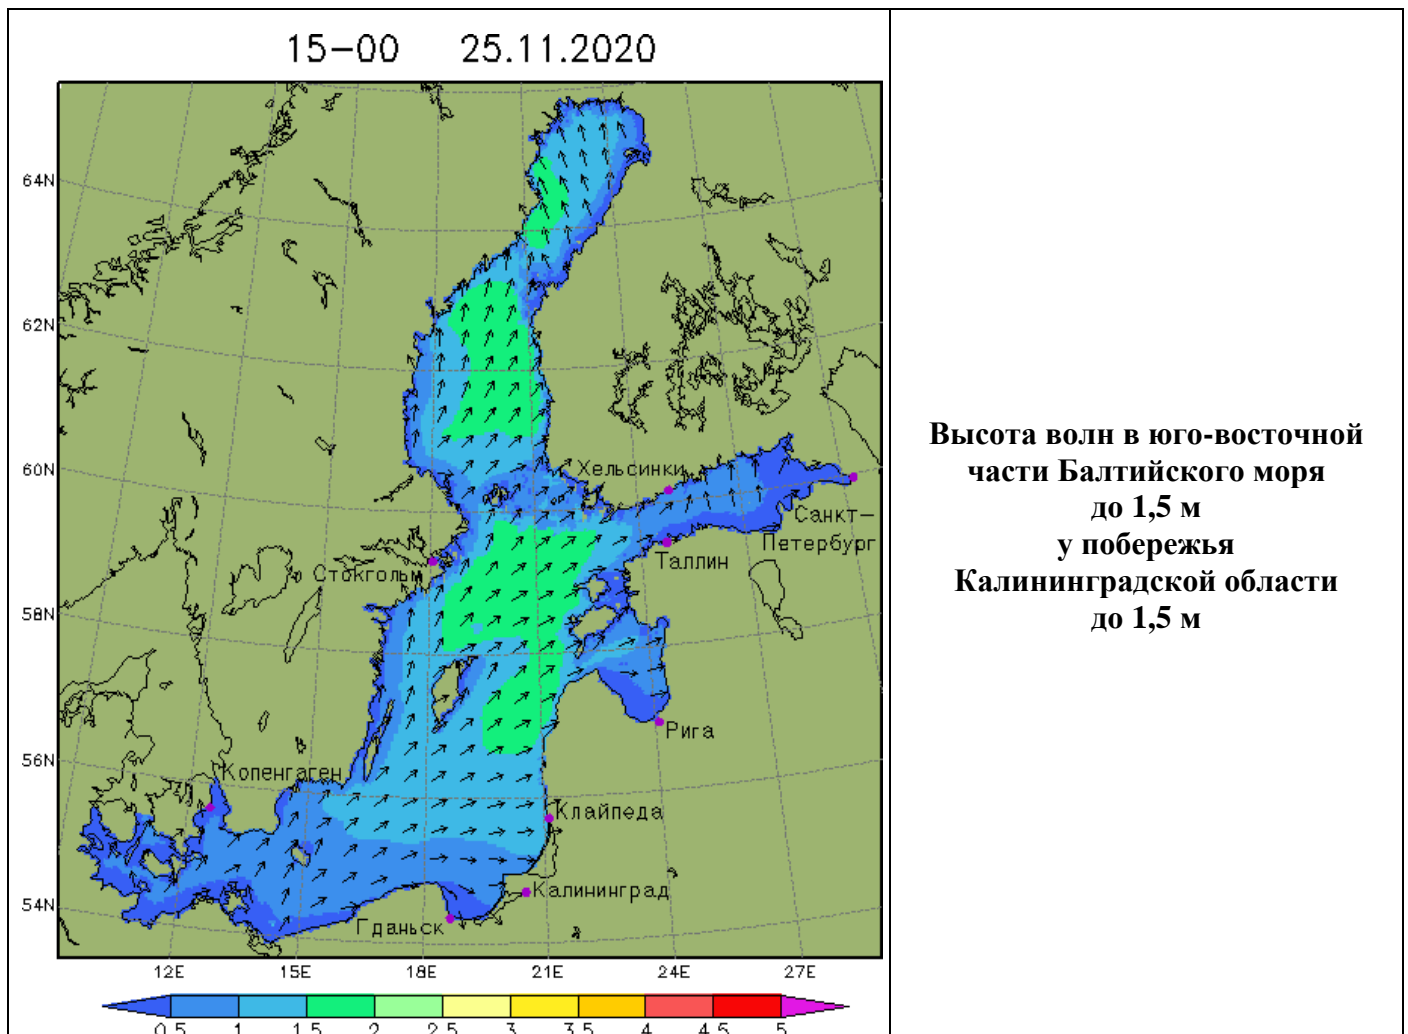 15-00 25.11.2020
64N
62N
60N
58N
56N
54N
Хельсинки
Санкт-
Петербург
Таллин
Стокгольм
Рига
Копенгаген
Клайпеда
Калининград
Гданьск
12E 15E 18E 21E 24E 27E
0.5 1 1.5 2 2.5 3 3.5 4 4.5 5
Высота волн в юго-восточной
части Балтийского моря
до 1,5 м
у побережья
Калининградской области
до 1,5 м